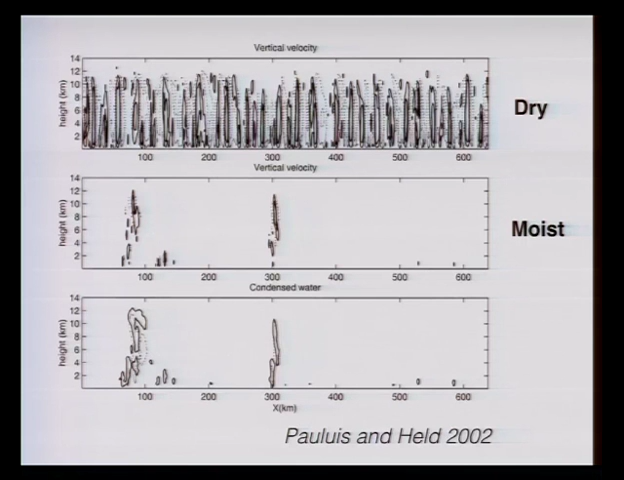 Vertical velocity
14
12
10
8
6
4
2
height (km)
100 200 300 400 500 600
Dry
Vertical velocity
14
12
10
8
6
4
2
height (km)
100 200 300 400 500 600
Moist
Condensed water
14
12
10
8
6
4
2
height (km)
100 200 300 400 500 600
X(km)
Pauluis and Held 2002